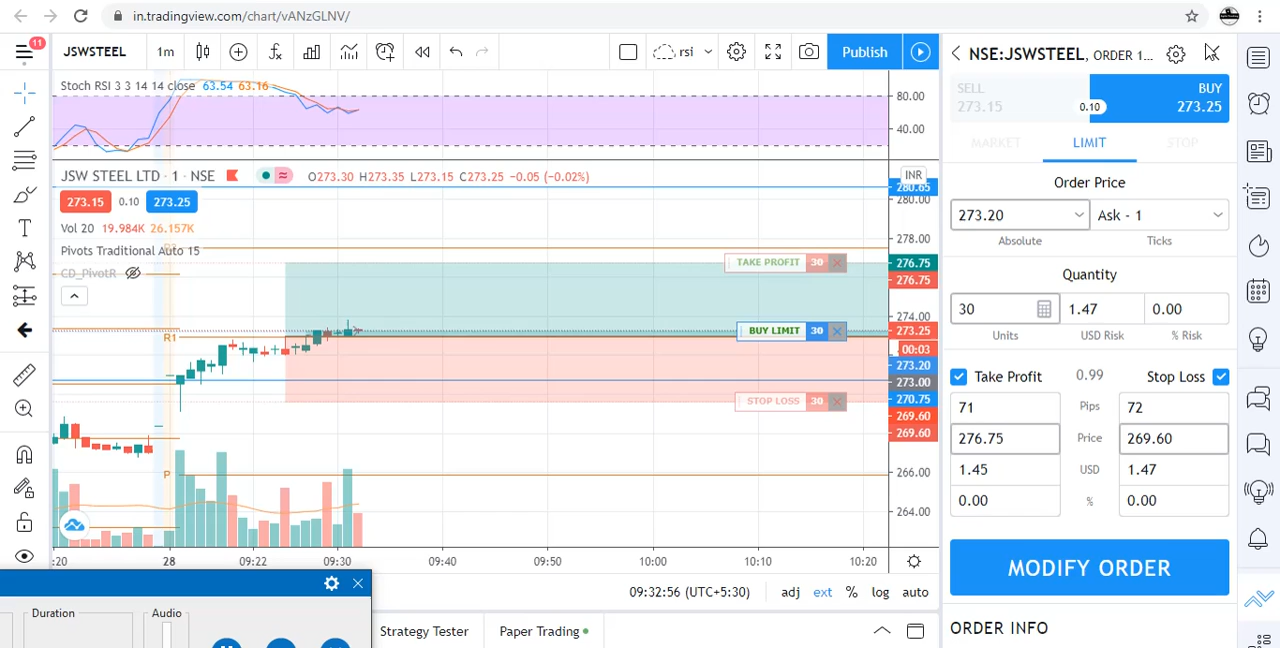 in.tradingview.com/chart/vANzGLNV/
11
JSWSTEEL
1m
rsi
Publish
NSE:JSWSTEEL, ORDER 1...
Stoch RSI 3 3 14 14 close 63.54 63.16
80.00
40.00
SELL
273.15
0.10
BUY
273.25
MARKET
LIMIT
STOP
JSW STEEL LTD · 1 · NSE
O273.30 H273.35 L273.15 C273.25 -0.05 (-0.02%)
INR
280.65
280.00
273.15
0.10
273.25
Vol 20 19.984K 26.157K
Pivots Traditional Auto 15
CD_PivotR
R1
P
278.00
276.75
276.75
274.00
273.25
00:03
273.20
273.00
270.75
269.60
269.60
266.00
264.00
TAKE PROFIT 30
BUY LIMIT 30
STOP LOSS 30
:20
28
09:22
09:30
09:40
09:50
10:00
10:10
10:20
09:32:56 (UTC+5:30)
adj
ext
%
log
auto
Order Price
273.20
Ask - 1
Absolute
Ticks
Quantity
30
1.47
0.00
Units
USD Risk
% Risk
Take Profit
0.99
Stop Loss
71
Pips
72
276.75
Price
269.60
1.45
USD
1.47
0.00
%
0.00
MODIFY ORDER
ORDER INFO
Duration
Audio
Strategy Tester
Paper Trading